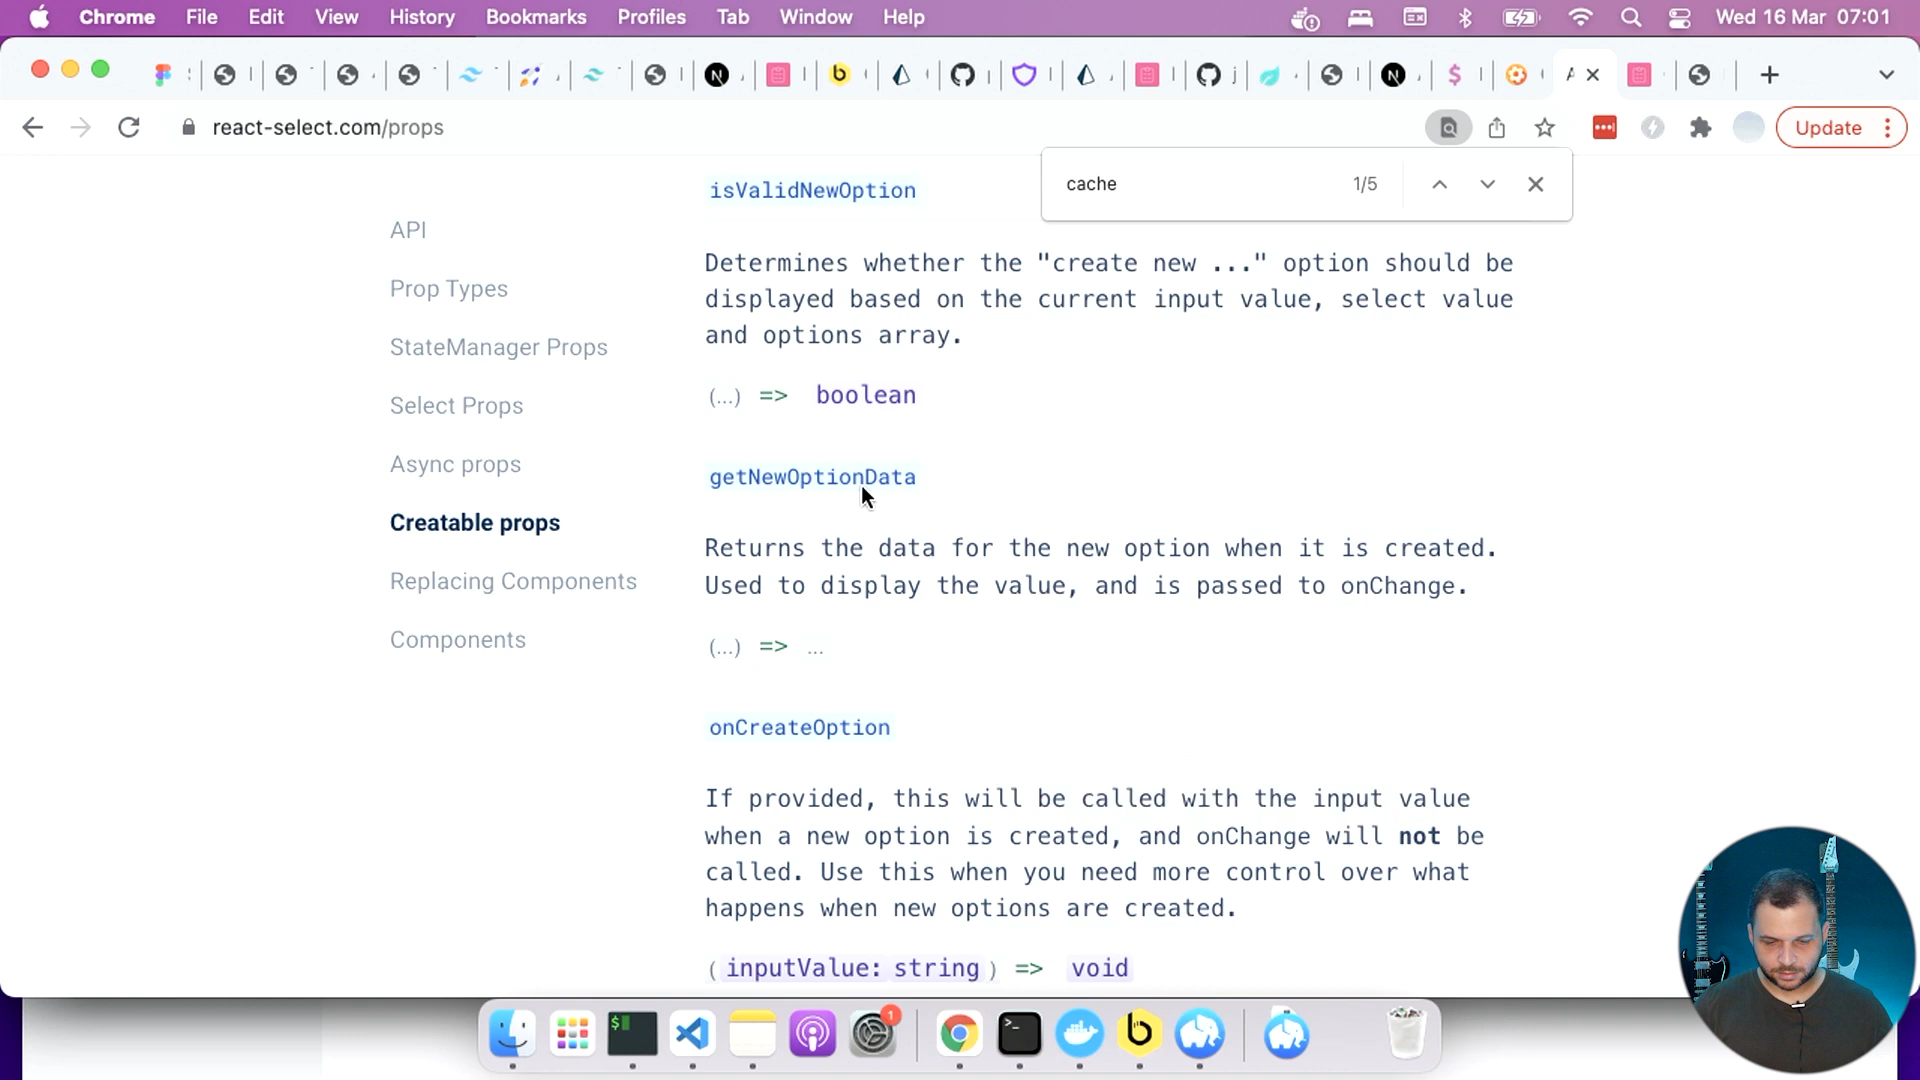 Chrome File Edit View History Bookmarks Profiles Tab Window Help Wed 16 Mar 07:01
react-select.com/props Update
cache 1/5
API
Prop Types
StateManager Props
Select Props
Async props
Creatable props
Replacing Components
Components
isValidNewOption
Determines whether the "create new ..." option should be
displayed based on the current input value, select value
and options array.
(...) => boolean
getNewOptionData
Returns the data for the new option when it is created.
Used to display the value, and is passed to onChange.
(...) => ...
onCreateOption
If provided, this will be called with the input value
when a new option is created, and onChange will not be
called. Use this when you need more control over what
happens when new options are created.
(inputValue: string) => void
1